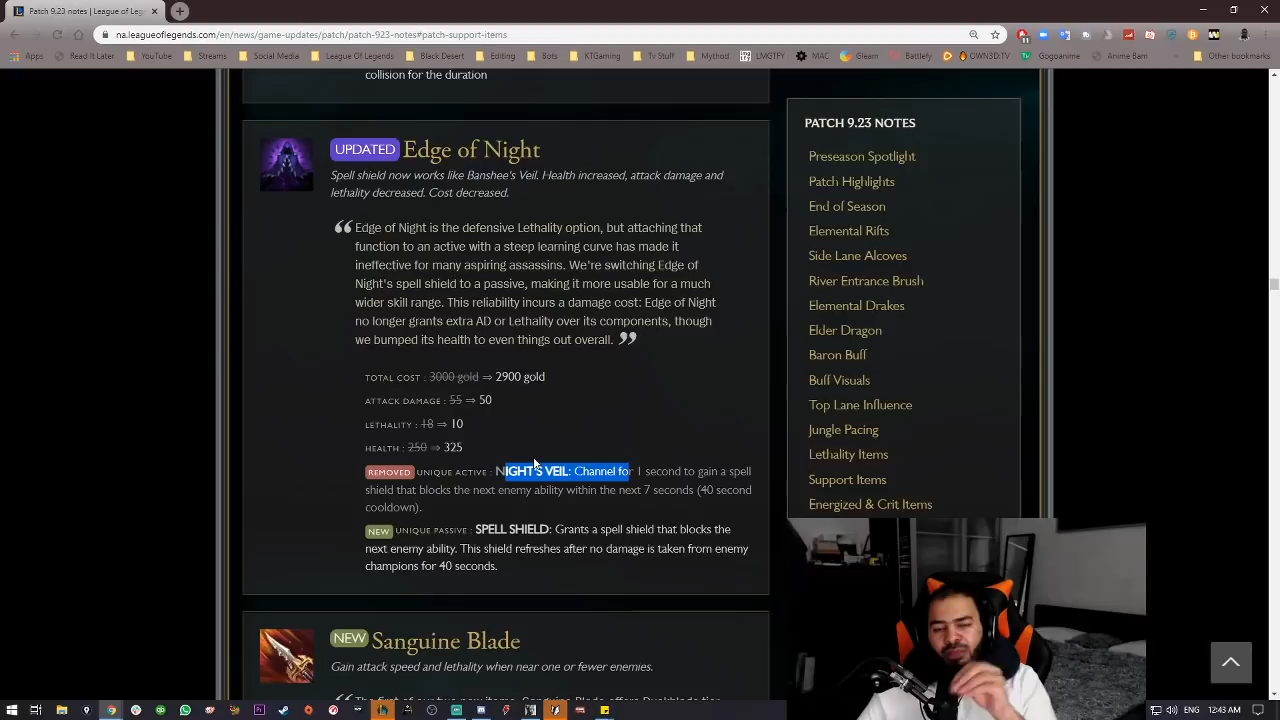 Patch 9.23 notes | League of Leg
na.leagueoflegends.com/en/news/game-updates/patch/patch-923-notes#patch-support-items
Apps Read It Later YouTube Streams Social Media League Of Legends Black Desert Editing Bots KTGaming Tv Stuff Mythod LMGTFY MAC Gleam Battlefy OWN3D.TV Gogoanime Anime Bam Other bookmarks
collision for the duration
UPDATED Edge of Night
Spell shield now works like Banshee's Veil. Health increased, attack damage and
lethality decreased. Cost decreased.
“ Edge of Night is the defensive Lethality option, but attaching that
function to an active with a steep learning curve has made it
ineffective for many aspiring assassins. We're switching Edge of
Night's spell shield to a passive, making it more usable for a much
wider skill range. This reliability incurs a damage cost: Edge of Night
no longer grants extra AD or Lethality over its components, though
we bumped its health to even things out overall. ”
TOTAL COST : 3000 gold ⇒ 2900 gold
ATTACK DAMAGE : 55 ⇒ 50
LETHALITY : 18 ⇒ 10
HEALTH : 250 ⇒ 325
REMOVED UNIQUE ACTIVE : NIGHT'S VEIL: Channel for 1 second to gain a spell
shield that blocks the next enemy ability within the next 7 seconds (40 second
cooldown).
NEW UNIQUE PASSIVE : SPELL SHIELD: Grants a spell shield that blocks the
next enemy ability. This shield refreshes after no damage is taken from enemy
champions for 40 seconds.
NEW Sanguine Blade
Gain attack speed and lethality when near one or fewer enemies.
PATCH 9.23 NOTES
Preseason Spotlight
Patch Highlights
End of Season
Elemental Rifts
Side Lane Alcoves
River Entrance Brush
Elemental Drakes
Elder Dragon
Baron Buff
Buff Visuals
Top Lane Influence
Jungle Pacing
Lethality Items
Support Items
Energized & Crit Items
ENG 12:43 AM